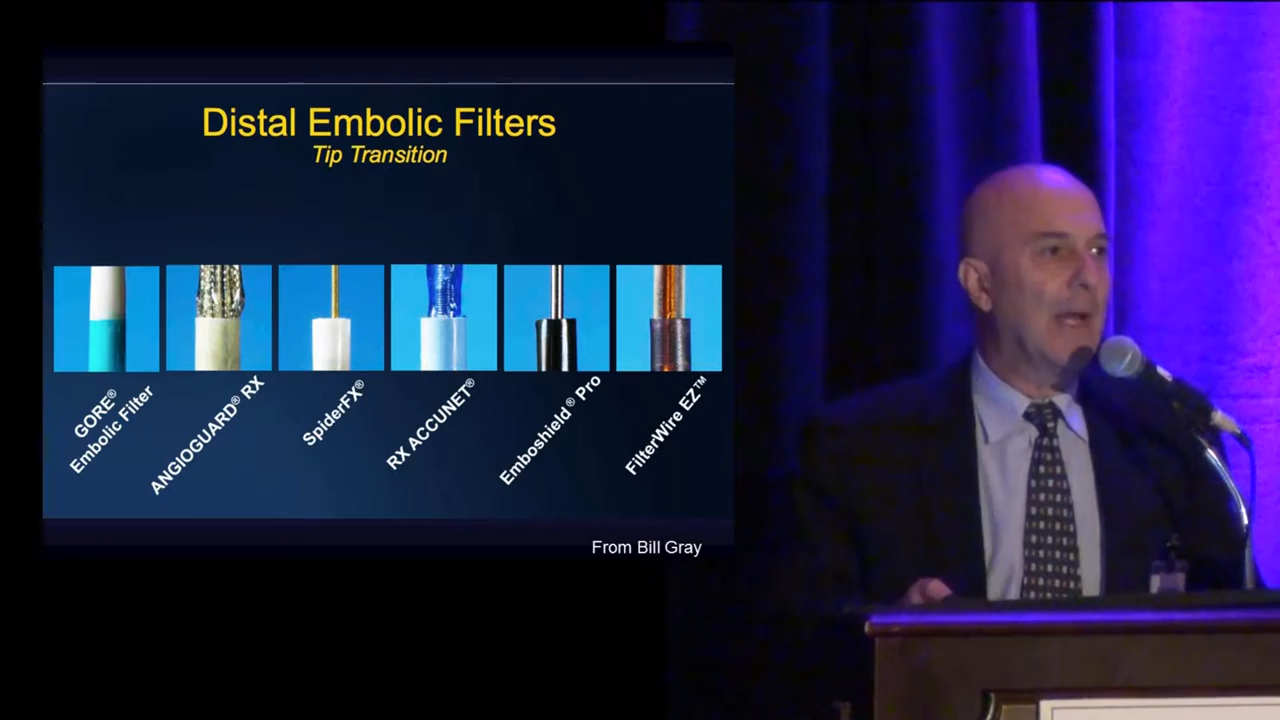 Distal Embolic Filters
Tip Transition
GORE®
Embolic Filter
ANGIOGUARD® RX
SpiderFX®
RX ACCUNET®
Emboshield® Pro
FilterWire EZ™
From Bill Gray